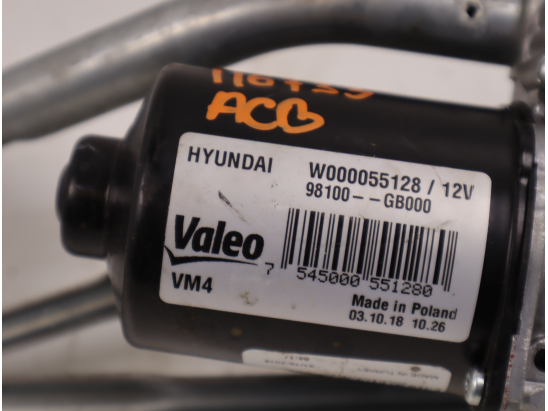 ACB
HYUNDAI
W000055128 / 12V
98100--GB000
Valeo
VM4
7 545000 551280
Made in Poland
03.10.18 10.26